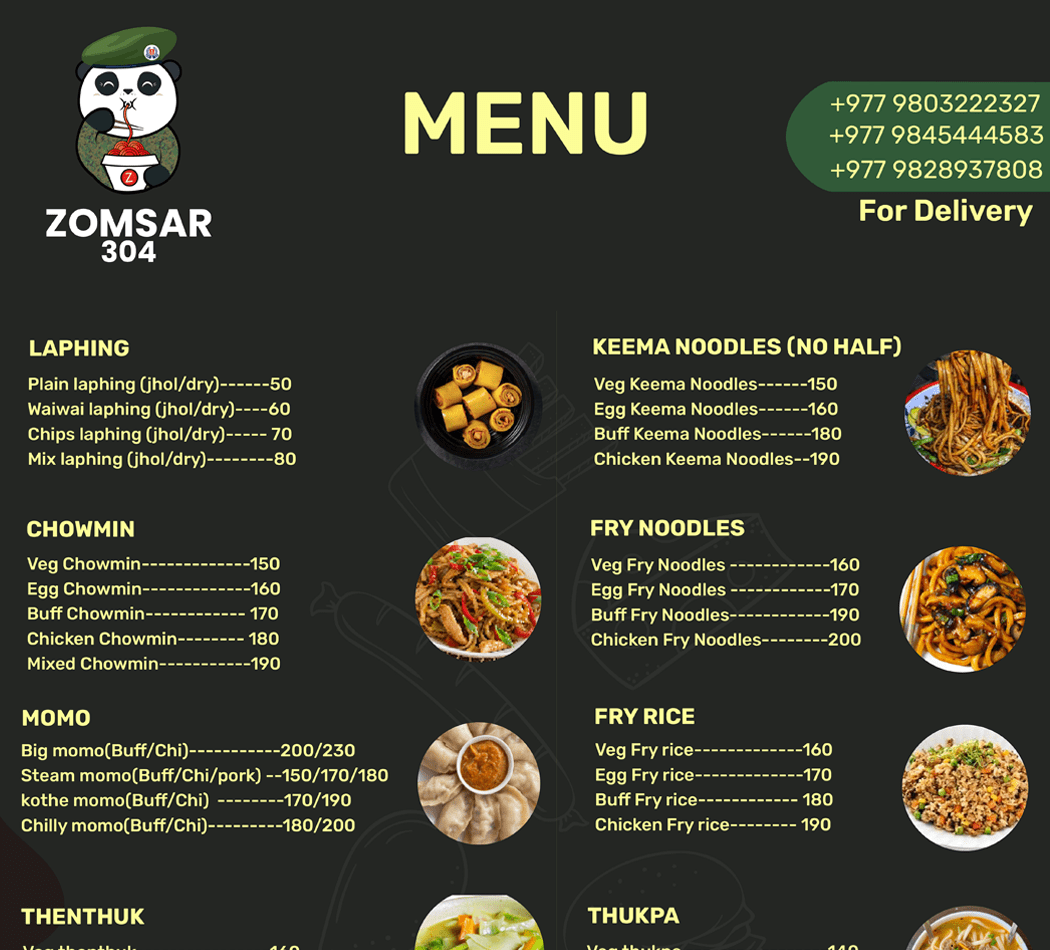 MENU
+977 9803222327
+977 9845444583
+977 9828937808
For Delivery
Z
ZOMSAR
304
LAPHING
Plain laphing (jhol/dry)------50
Waiwai laphing (jhol/dry)----60
Chips laphing (jhol/dry)----- 70
Mix laphing (jhol/dry)--------80
CHOWMIN
Veg Chowmin-------------150
Egg Chowmin-------------160
Buff Chowmin------------ 170
Chicken Chowmin-------- 180
Mixed Chowmin-----------190
MOMO
Big momo(Buff/Chi)-----------200/230
Steam momo(Buff/Chi/pork) --150/170/180
kothe momo(Buff/Chi) --------170/190
Chilly momo(Buff/Chi)---------180/200
THENTHUK
Veg thenthuk----------------160
KEEMA NOODLES (NO HALF)
Veg Keema Noodles------150
Egg Keema Noodles------160
Buff Keema Noodles------180
Chicken Keema Noodles--190
FRY NOODLES
Veg Fry Noodles ------------160
Egg Fry Noodles ------------170
Buff Fry Noodles------------190
Chicken Fry Noodles--------200
FRY RICE
Veg Fry rice-------------160
Egg Fry rice-------------170
Buff Fry rice------------ 180
Chicken Fry rice-------- 190
THUKPA
Veg thukpa-----------------140